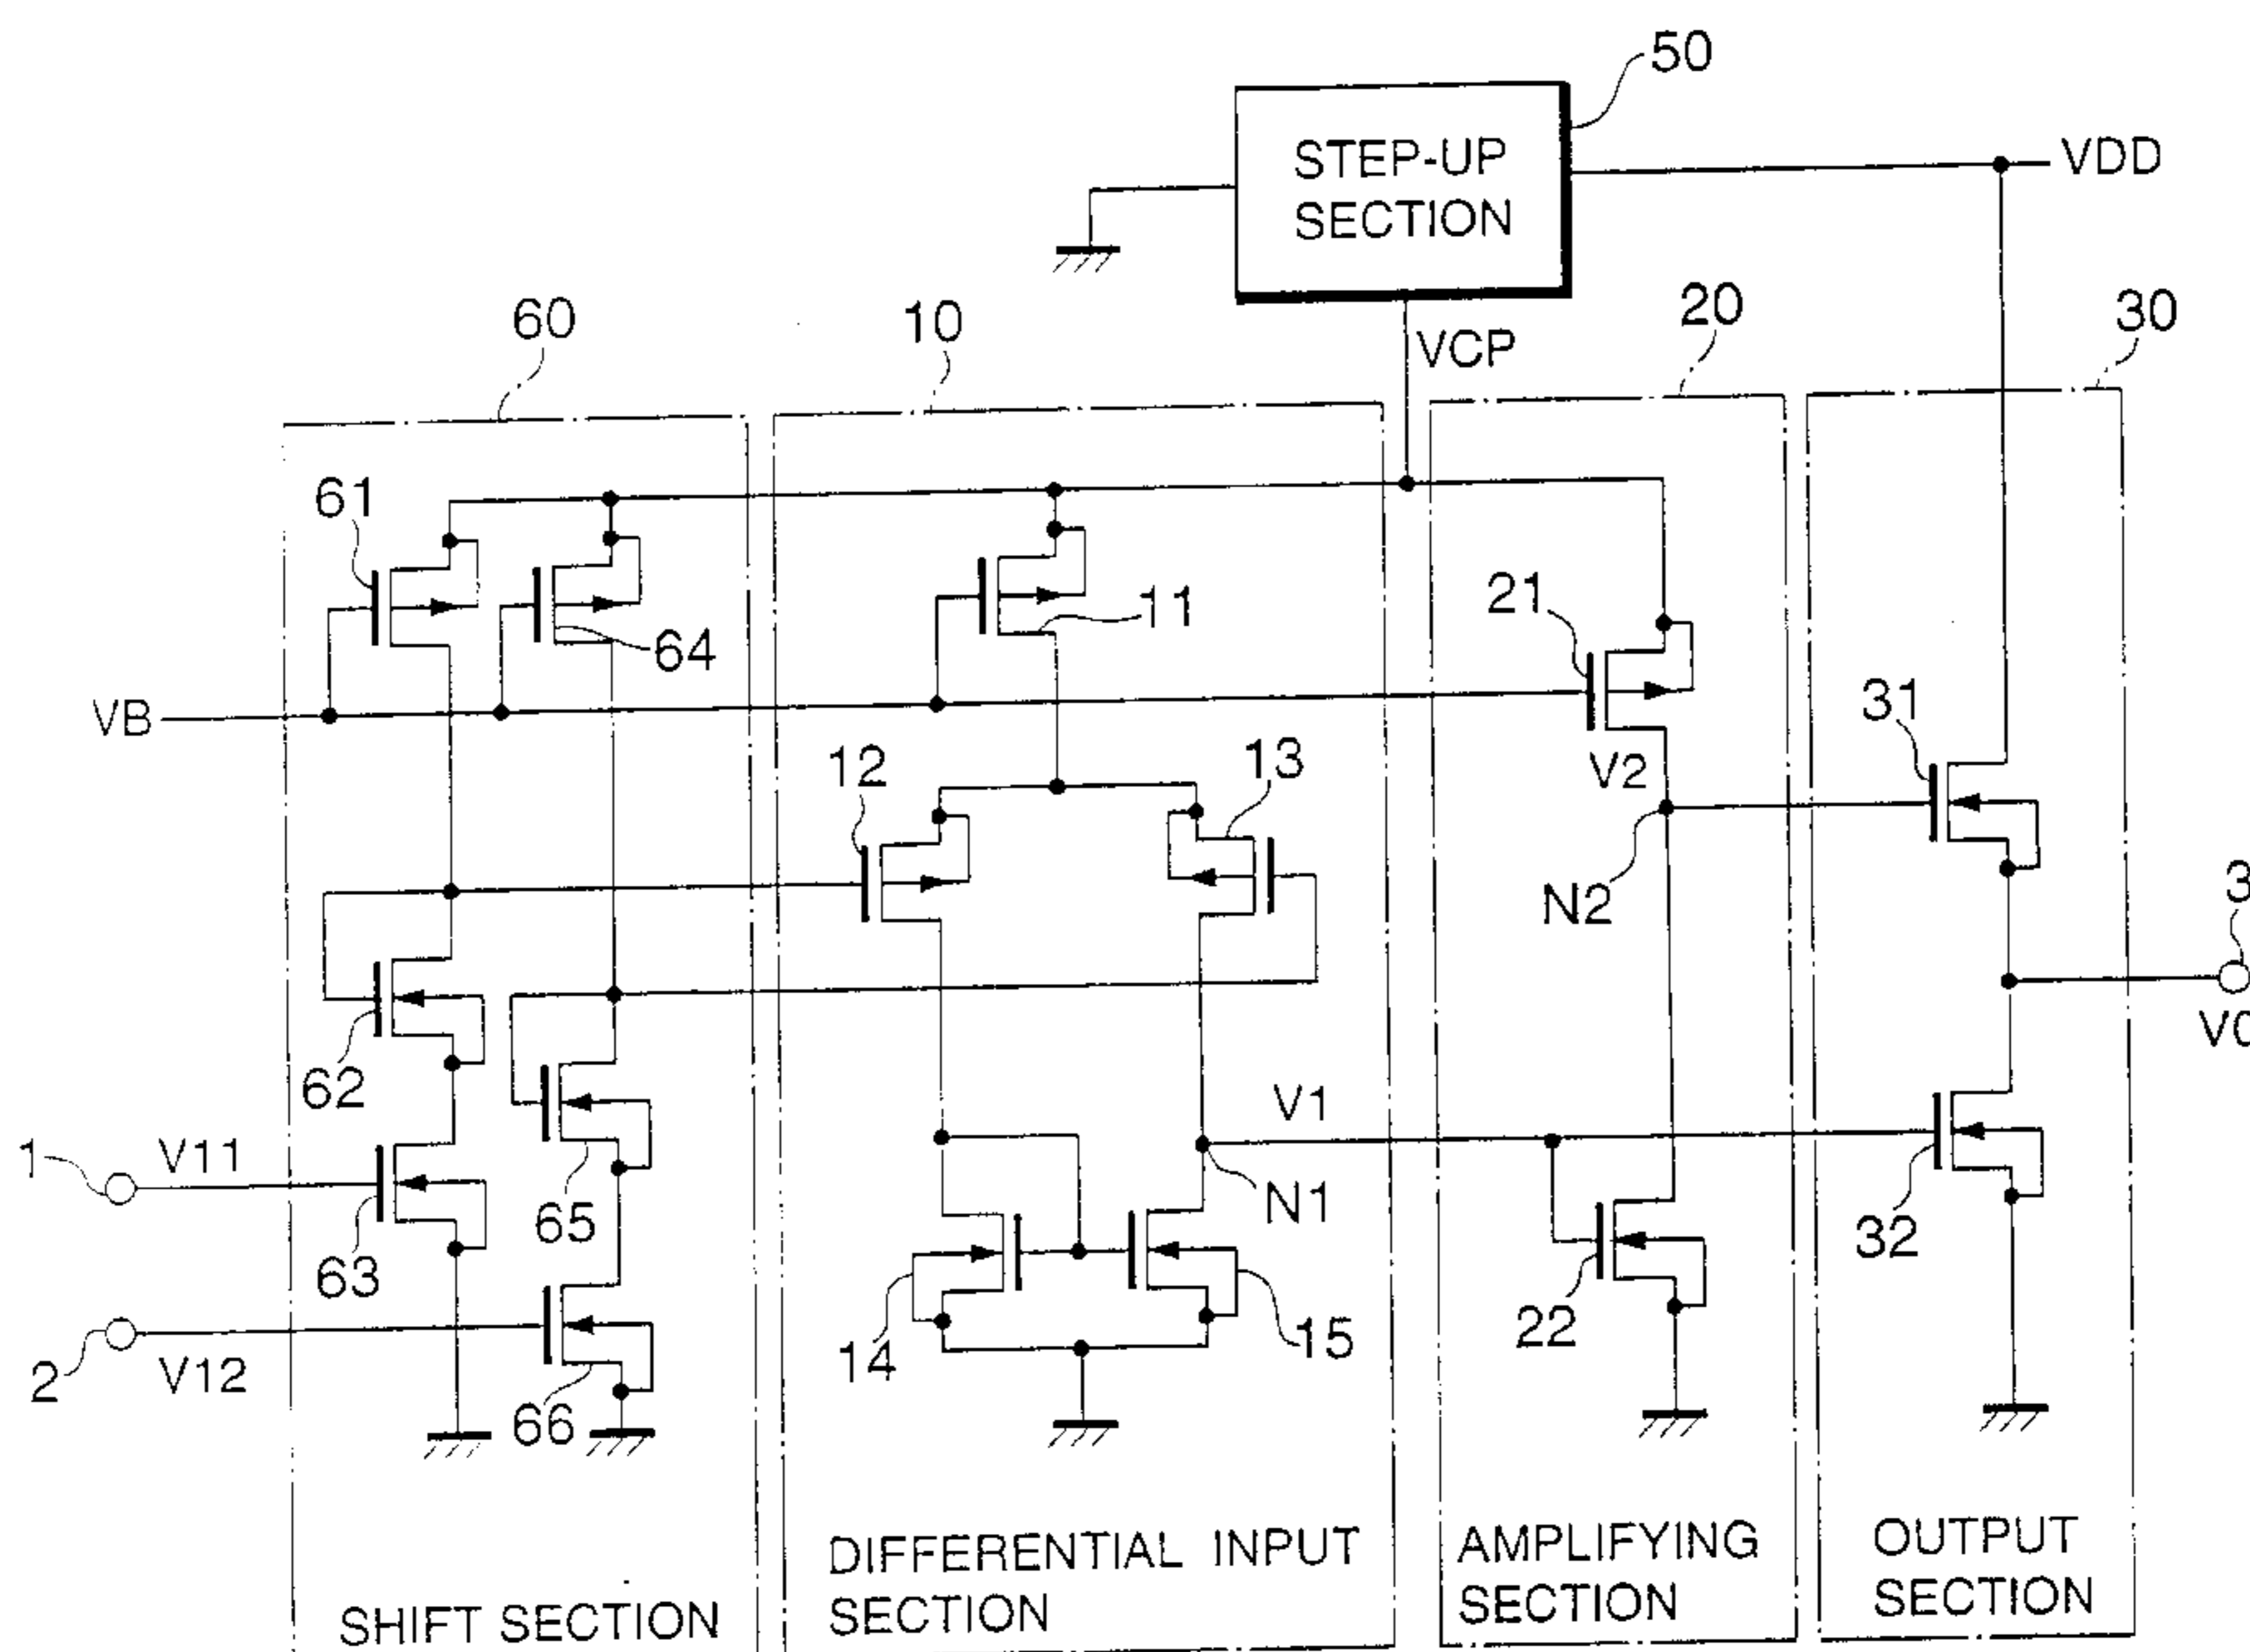 50
STEP-UP
SECTION
VDD
60
10
VCP
20
30
61
64
11
21
VB
12
13
V2
31
N2
3
62
V1
1
V11
65
N1
63
32
2
V12
14
15
22
66
DIFFERENTIAL INPUT
SECTION
AMPLIFYING
SECTION
OUTPUT
SECTION
SHIFT SECTION